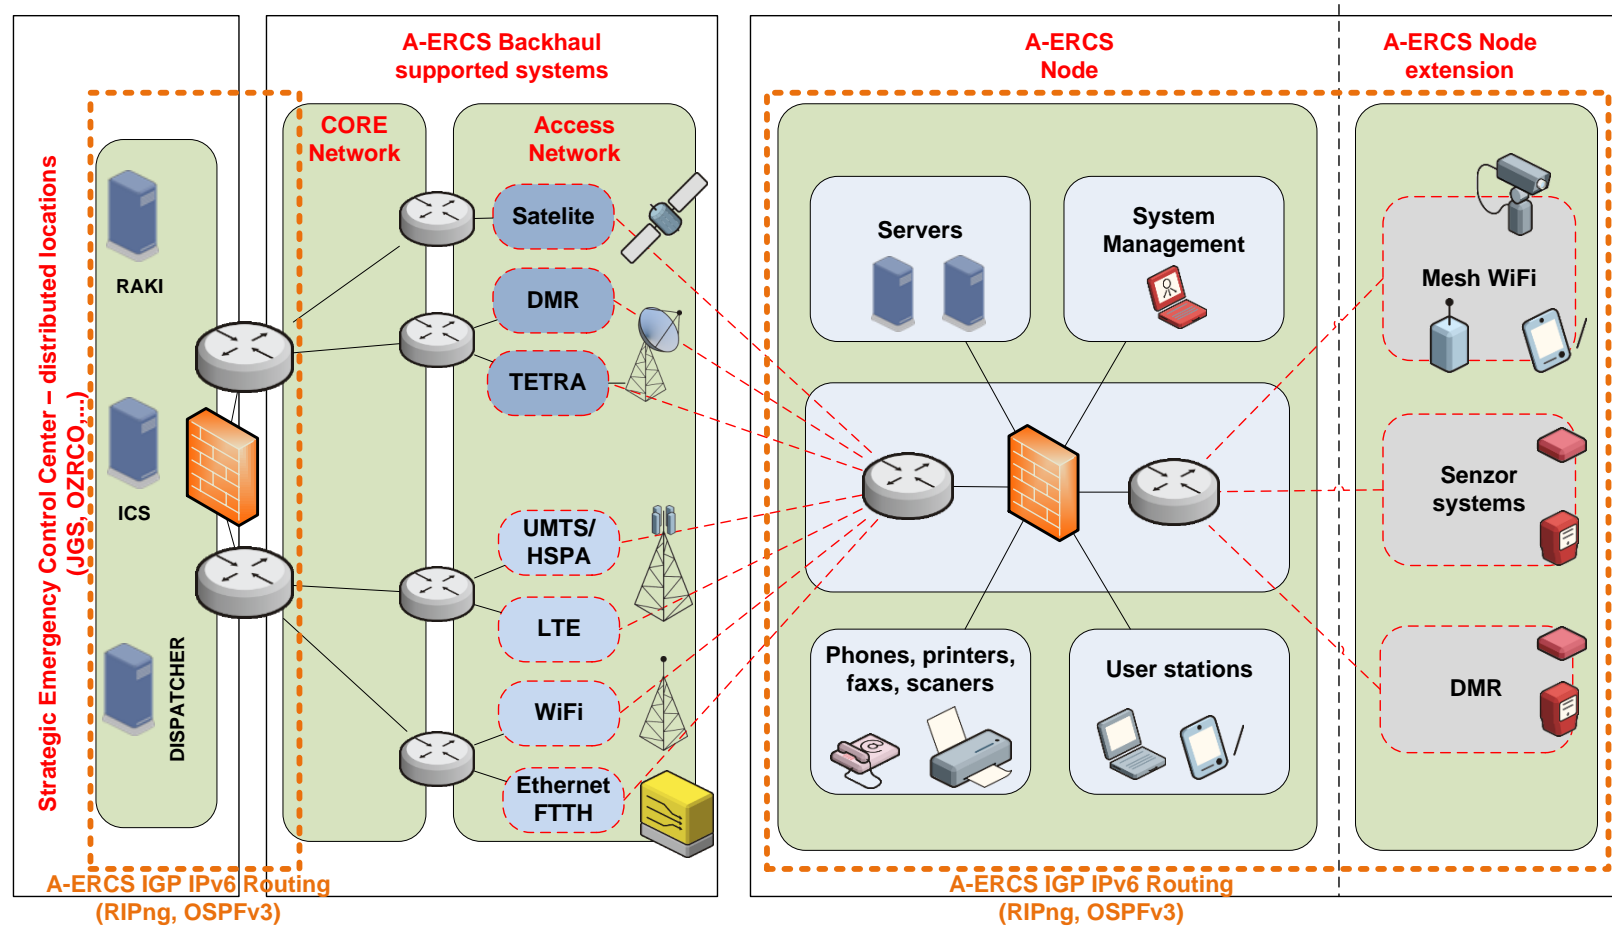 Strategic Emergency Control Center – distributed locations
(JGS, OZRCO,...)
RAKI
ICS
DISPATCHER
A-ERCS IGP IPv6 Routing
(RIPng, OSPFv3)
A-ERCS Backhaul
supported systems
CORE
Network
Access
Network
Satelite
DMR
TETRA
UMTS/
HSPA
LTE
WiFi
Ethernet
FTTH
A-ERCS
Node
Servers
System
Management
Phones, printers,
faxs, scaners
User stations
A-ERCS Node
extension
Mesh WiFi
Senzor
systems
DMR
A-ERCS IGP IPv6 Routing
(RIPng, OSPFv3)